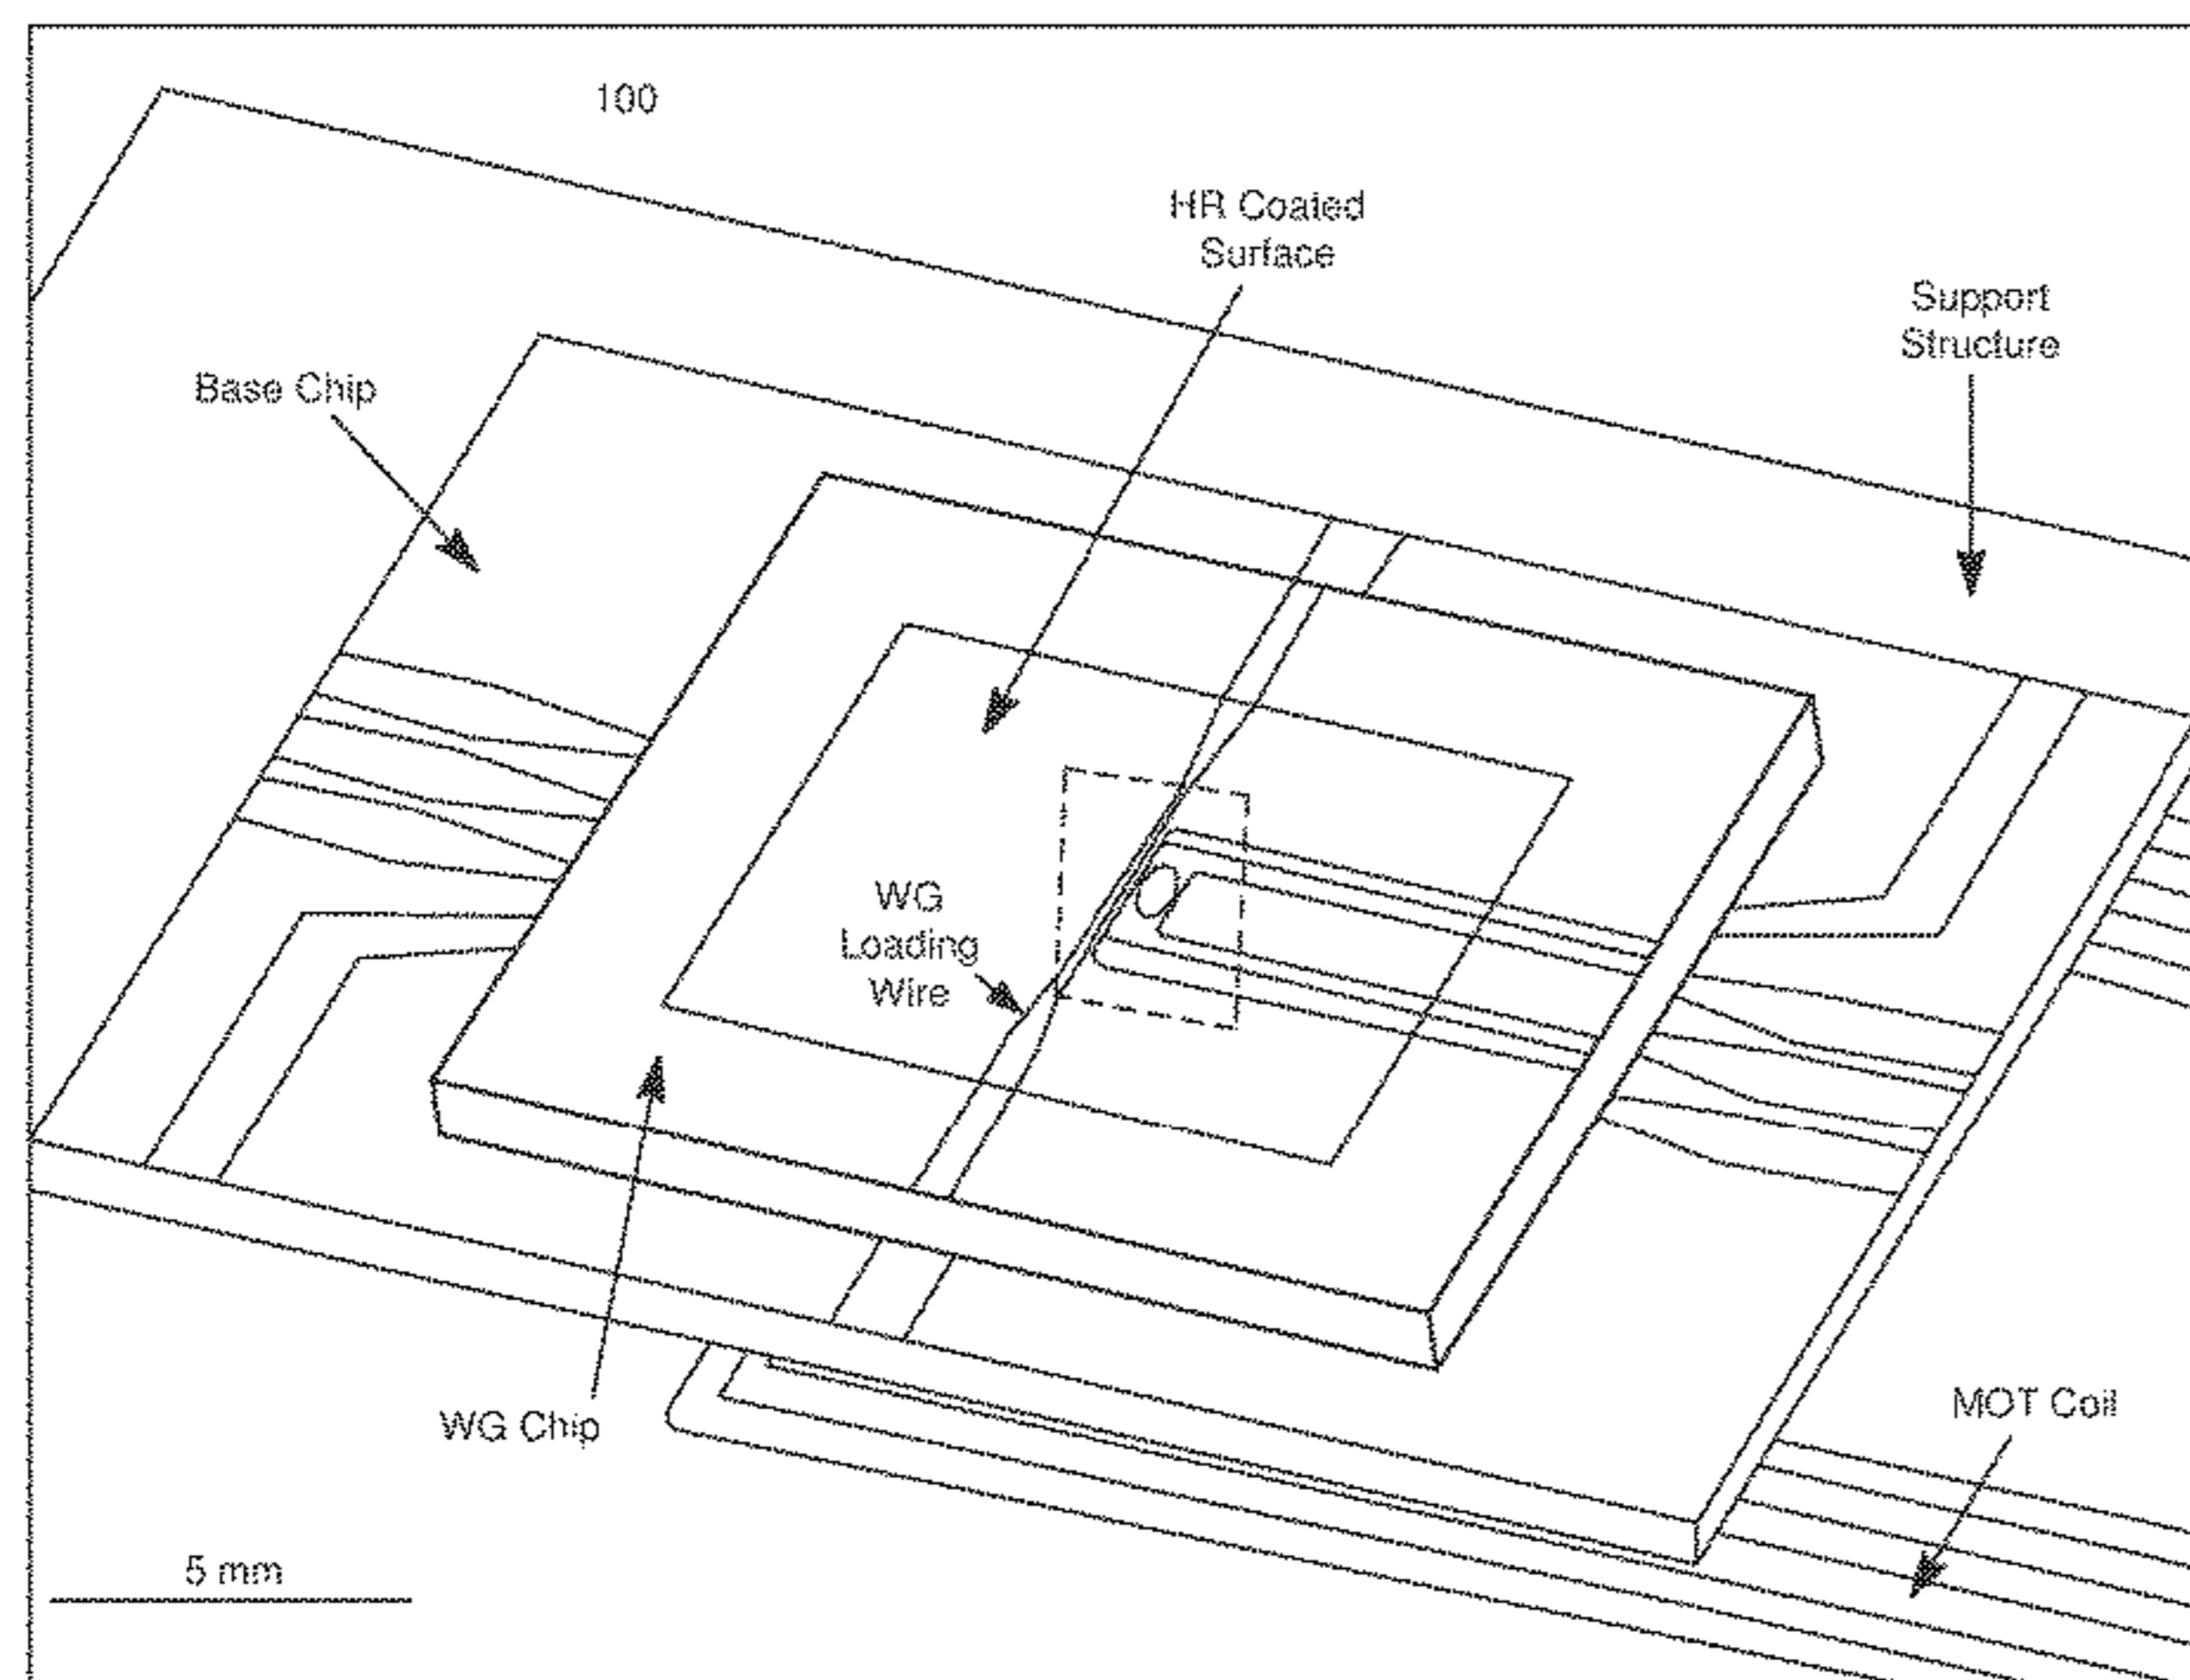 100
HR Coated
Surface
Support
Structure
Base Chip
WG
Loading
Wire
WG Chip
MOT Coil
5 mm